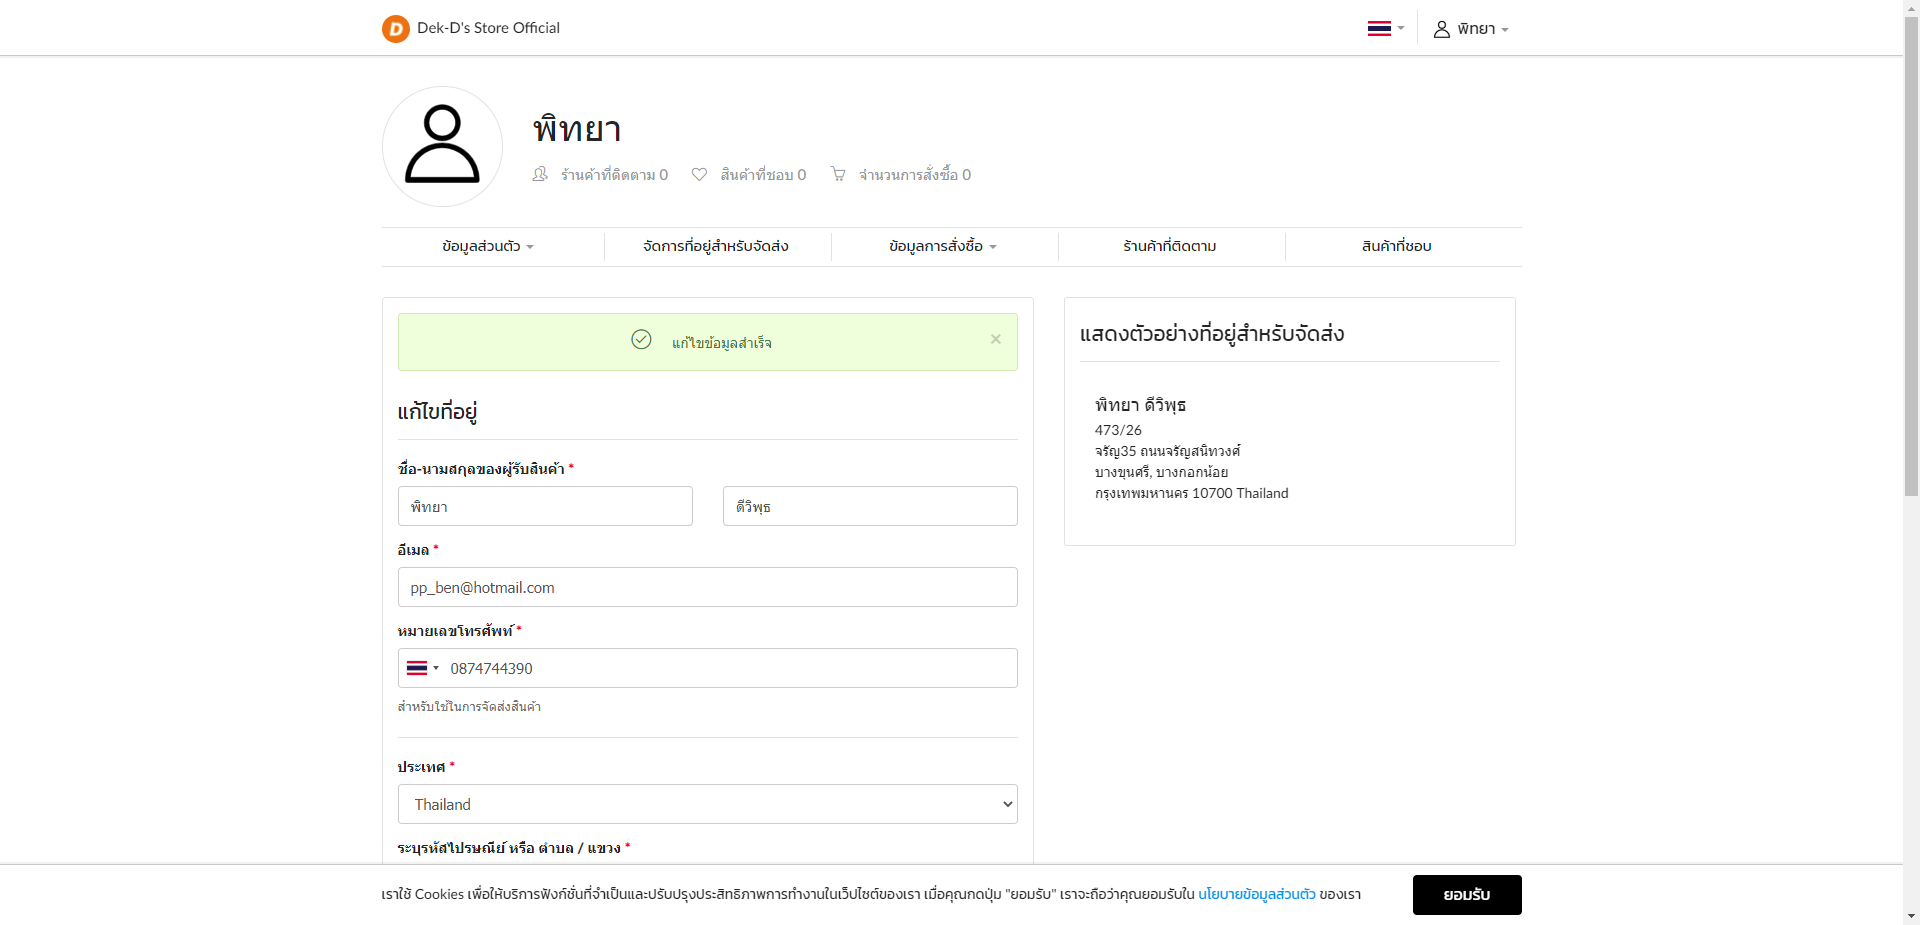 Dek-D's Store Official
พิทยา
พิทยา
ร้านค้าที่ติดตาม 0 สินค้าที่ชอบ 0 จำนวนการสั่งซื้อ 0
ข้อมูลส่วนตัว จัดการที่อยู่สำหรับจัดส่ง ข้อมูลการสั่งซื้อ ร้านค้าที่ติดตาม สินค้าที่ชอบ
แก้ไขข้อมูลสำเร็จ ×
แก้ไขที่อยู่
ชื่อ-นามสกุลของผู้รับสินค้า *
พิทยา ดีวิพุธ
อีเมล *
pp_ben@hotmail.com
หมายเลขโทรศัพท์ *
0874744390
สำหรับใช้ในการจัดส่งสินค้า
ประเทศ *
Thailand
ระบุรหัสไปรษณีย์ หรือ ตำบล / แขวง *
แสดงตัวอย่างที่อยู่สำหรับจัดส่ง
พิทยา ดีวิพุธ
473/26
จรัญ35 ถนนจรัญสนิทวงศ์
บางขุนศรี, บางกอกน้อย
กรุงเทพมหานคร 10700 Thailand
เราใช้ Cookies เพื่อให้บริการฟังก์ชั่นที่จำเป็นและปรับปรุงประสิทธิภาพการทำงานในเว็ปไซต์ของเรา เมื่อคุณกดปุ่ม "ยอมรับ" เราจะถือว่าคุณยอมรับใน นโยบายข้อมูลส่วนตัว ของเรา
ยอมรับ